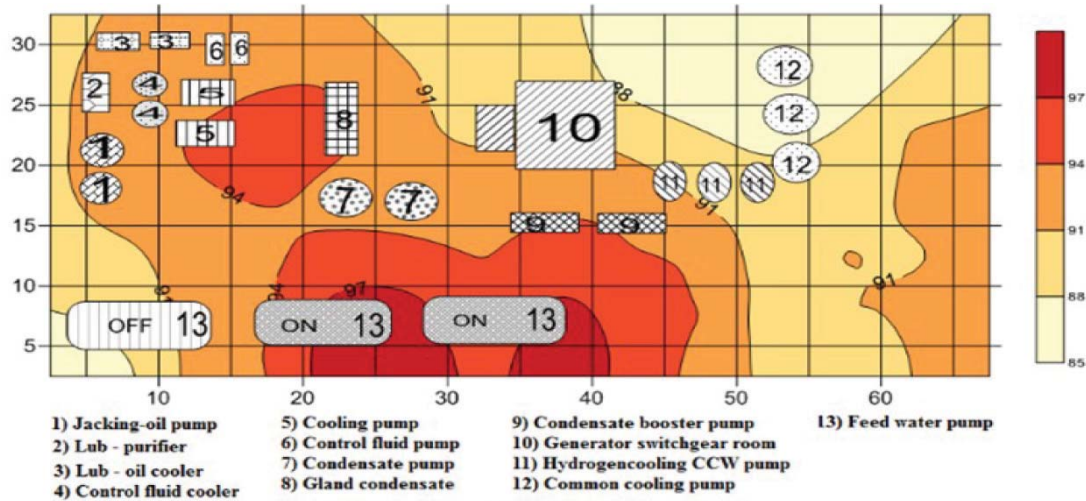 30
25
20
15
10
5
3 3 6 6
2 4 5
4 5 8
1
1
7 7
10
12
12
12
11 11 11
9 9
91
88
94
91
91
94
97
91
OFF 13
ON 13
ON 13
10 20 30 40 50 60
97
94
91
88
85
1) Jacking-oil pump
2) Lub - purifier
3) Lub - oil cooler
4) Control fluid cooler
5) Cooling pump
6) Control fluid pump
7) Condensate pump
8) Gland condensate
9) Condensate booster pump
10) Generator switchgear room
11) Hydrogencooling CCW pump
12) Common cooling pump
13) Feed water pump